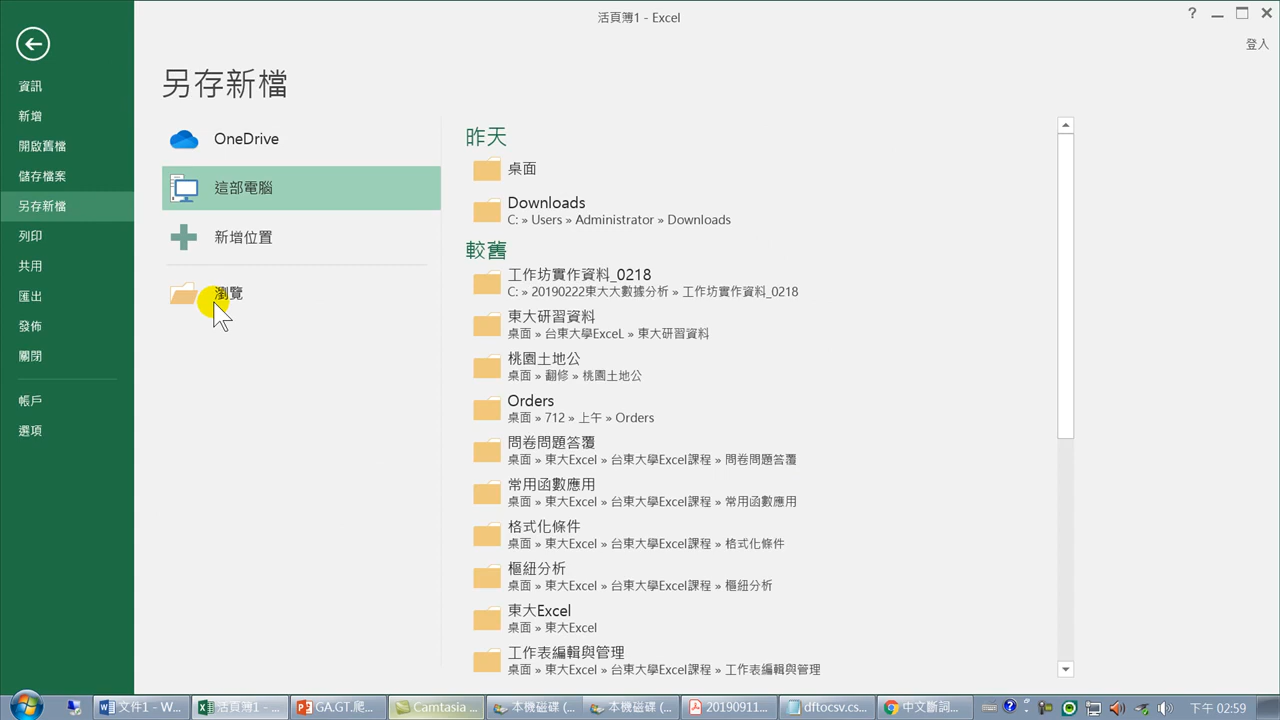 活頁簿1 - Excel
?
登入
資訊
新增
開啟舊檔
儲存檔案
另存新檔
列印
共用
匯出
發佈
關閉
帳戶
選項
另存新檔
OneDrive
這部電腦
新增位置
瀏覽
昨天
桌面
Downloads
C: » Users » Administrator » Downloads
較舊
工作坊實作資料_0218
C: » 20190222東大大數據分析 » 工作坊實作資料_0218
東大研習資料
桌面 » 台東大學ExceL » 東大研習資料
桃園土地公
桌面 » 翻修 » 桃園土地公
Orders
桌面 » 712 » 上午 » Orders
問卷問題答覆
桌面 » 東大Excel » 台東大學Excel課程 » 問卷問題答覆
常用函數應用
桌面 » 東大Excel » 台東大學Excel課程 » 常用函數應用
格式化條件
桌面 » 東大Excel » 台東大學Excel課程 » 格式化條件
樞紐分析
桌面 » 東大Excel » 台東大學Excel課程 » 樞紐分析
東大Excel
桌面 » 東大Excel
工作表編輯與管理
桌面 » 東大Excel » 台東大學Excel課程 » 工作表編輯與管理
文件1 - W...
活頁簿1 - ...
GA.GT.爬...
Camtasia ...
本機磁碟 (...
本機磁碟 (...
20190911...
dftocsv.cs...
中文斷詞...
下午 02:59